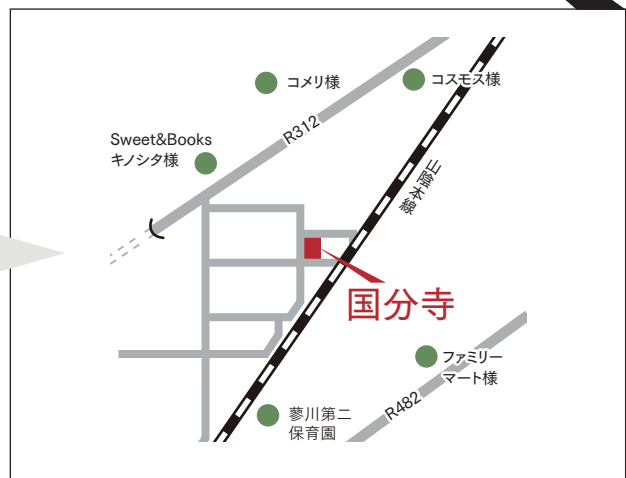 コメリ様
コスモス様
R312
Sweet&Books
キノシタ様
山陰本線
国分寺
ファミリー
マート様
R482
蓼川第二
保育園